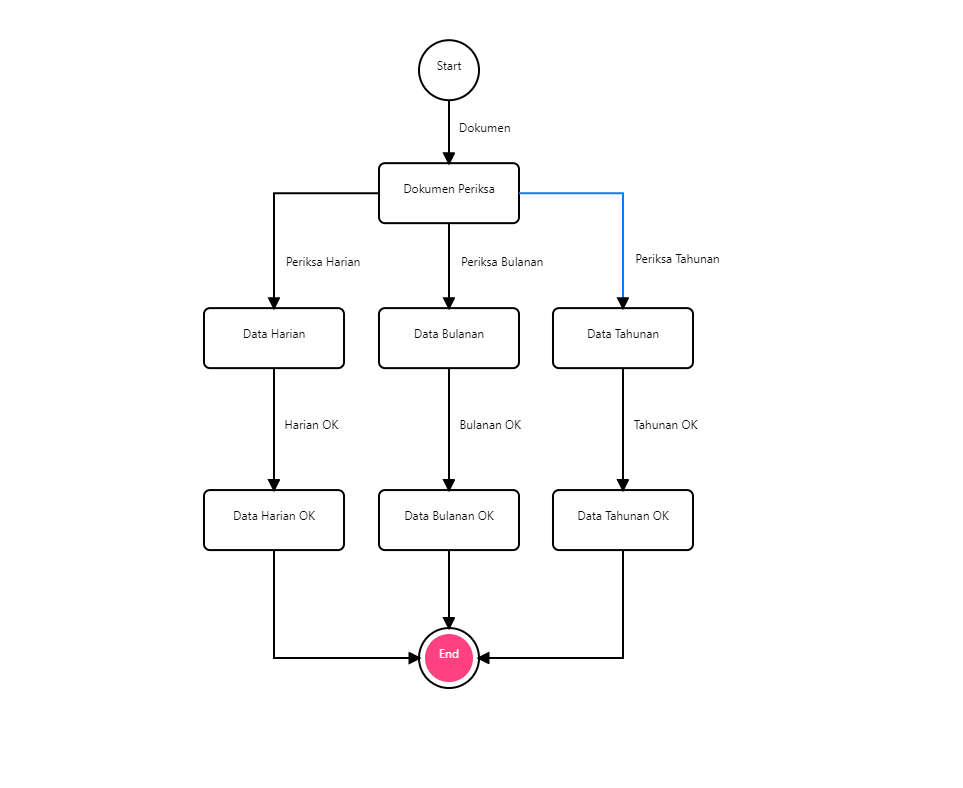 Start
Dokumen
Dokumen Periksa
Periksa Harian
Periksa Bulanan
Periksa Tahunan
Data Harian
Data Bulanan
Data Tahunan
Harian OK
Bulanan OK
Tahunan OK
Data Harian OK
Data Bulanan OK
Data Tahunan OK
End